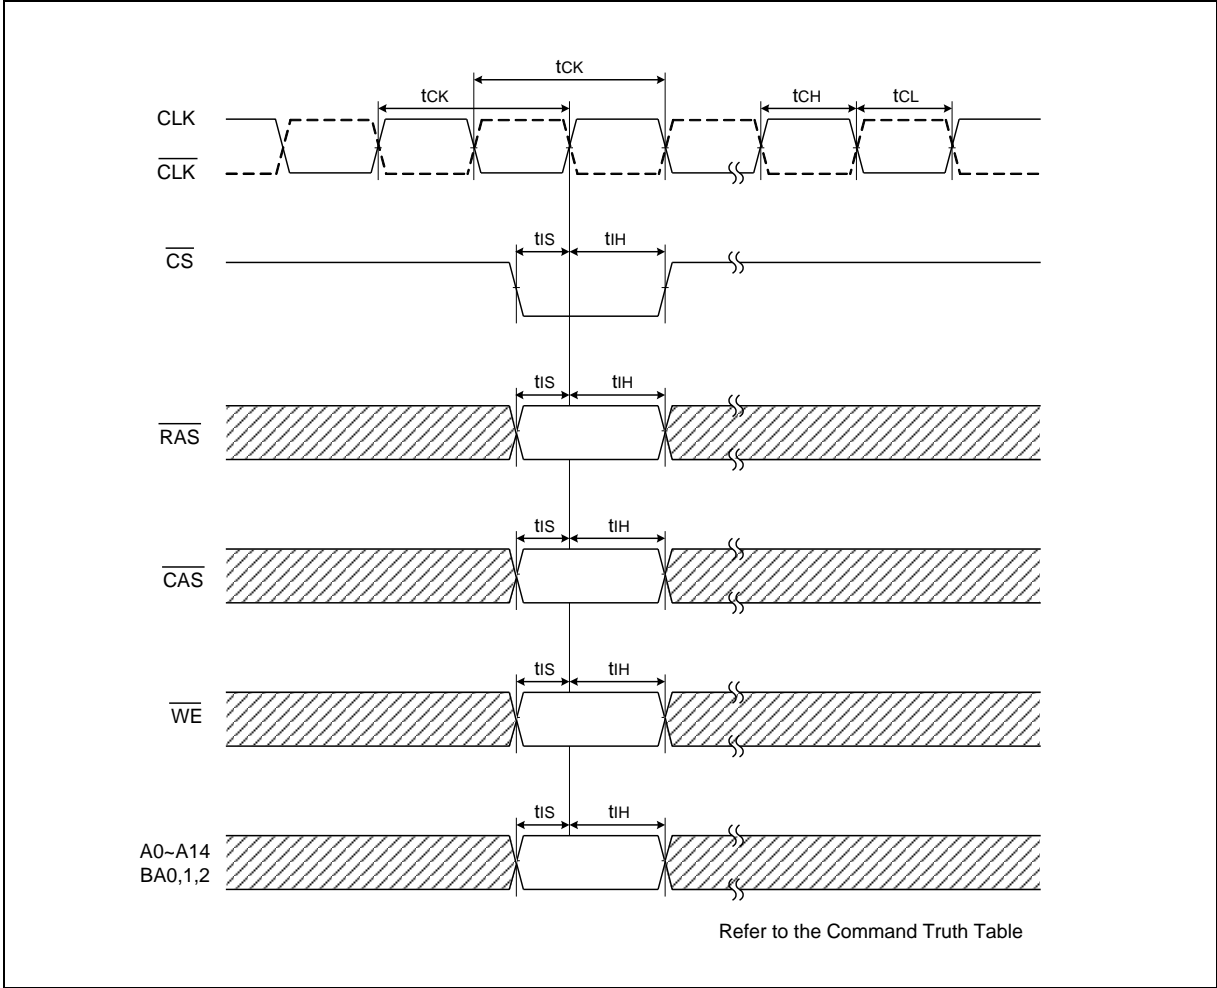 tCK
tCK
tCH
tCL
CLK
CLK
tIS
tIH
CS
tIS
tIH
RAS
tIS
tIH
CAS
tIS
tIH
WE
tIS
tIH
A0~A14
BA0,1,2
Refer to the Command Truth Table